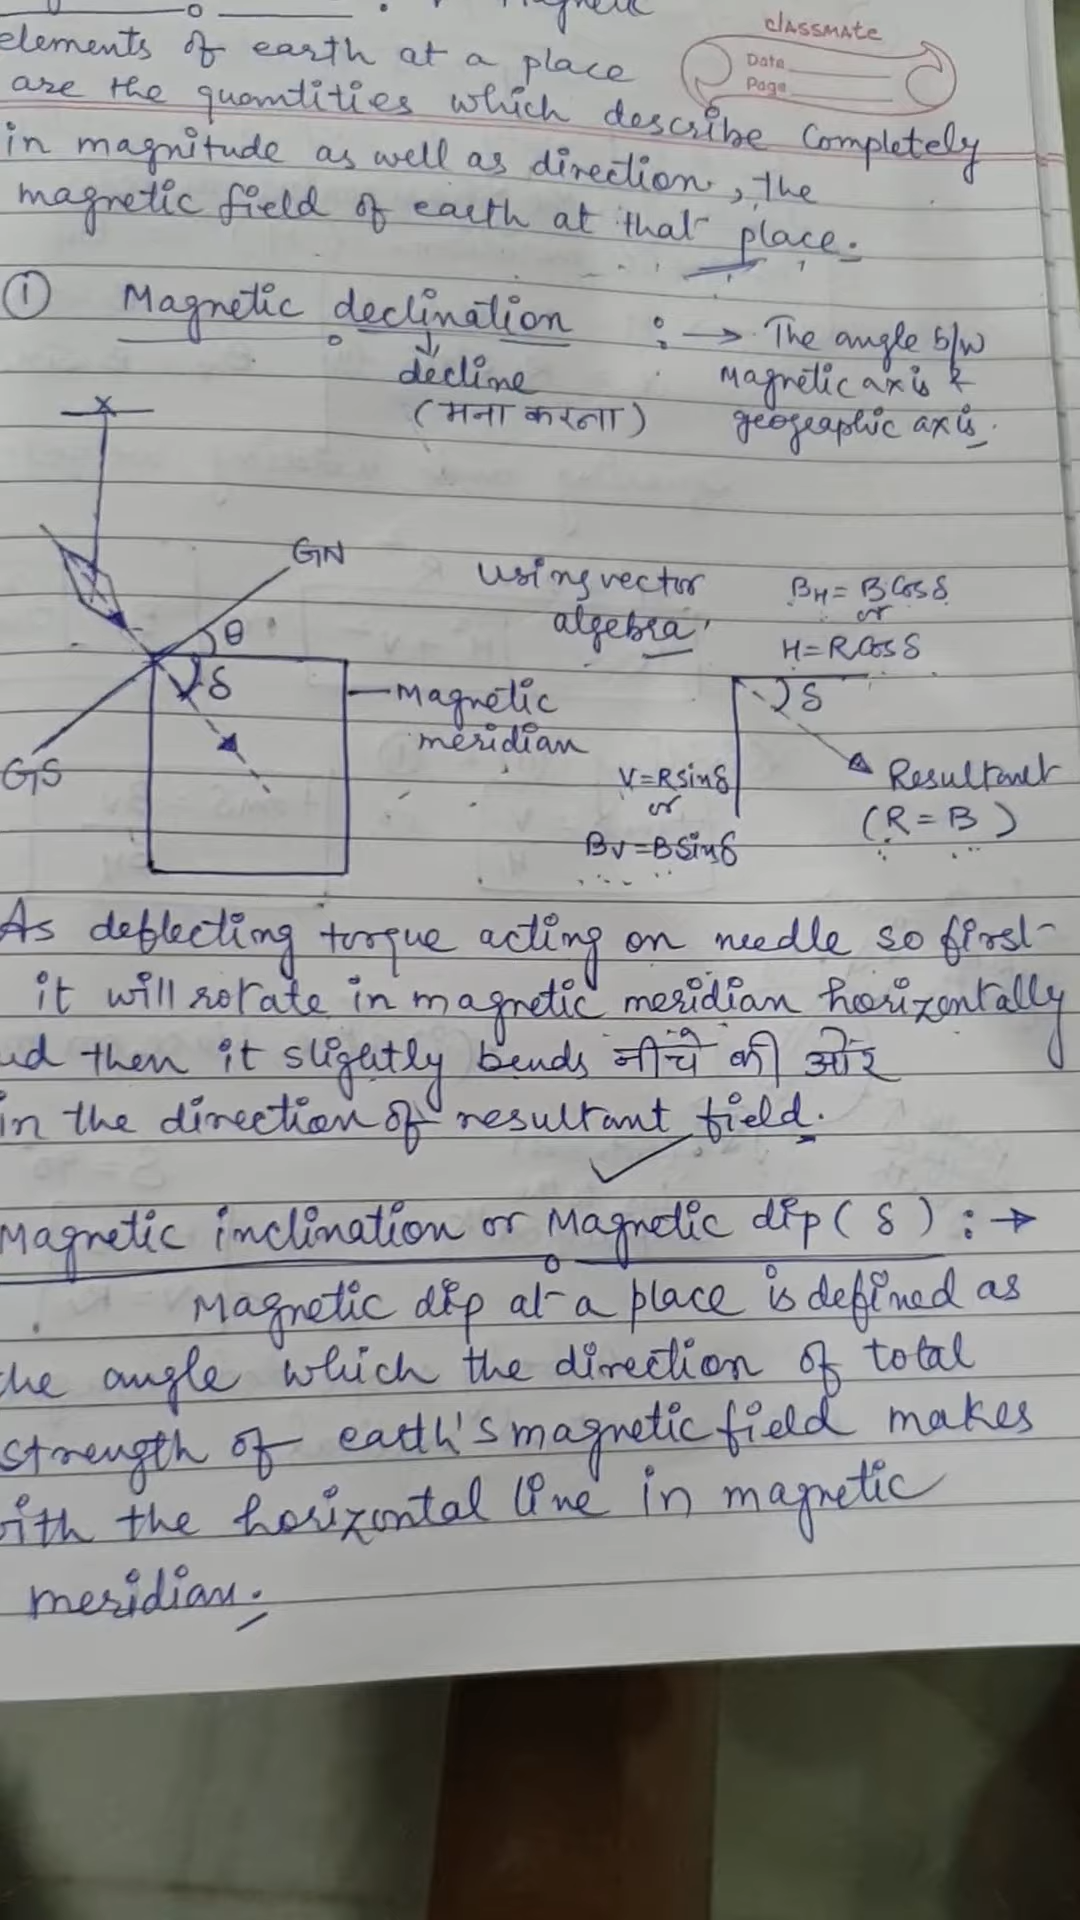 elements of earth at a place
classmate
Date
Page
are the quantities which describe completely
in magnitude as well as direction, the
magnetic field of earth at that place.
① Magnetic declination :→ The angle b/w
decline
magnetic axis &
(मना करना)
geographic axis.
GN
θ
δ
GS
Magnetic
meridian
using vector
algebra,
BH = B Cos δ
or
H = R Cos δ
δ
V = R sin δ
or
BV = B Sin δ
Resultant
(R = B)
As deflecting torque acting on needle so first
it will rotate in magnetic meridian horizontally
then it slightly bends नीचे की ओर
in the direction of resultant field.
Magnetic inclination or Magnetic dip (δ) :→
Magnetic dip at a place is defined as
the angle which the direction of total
strength of earth's magnetic field makes
with the horizontal line in magnetic
meridian.